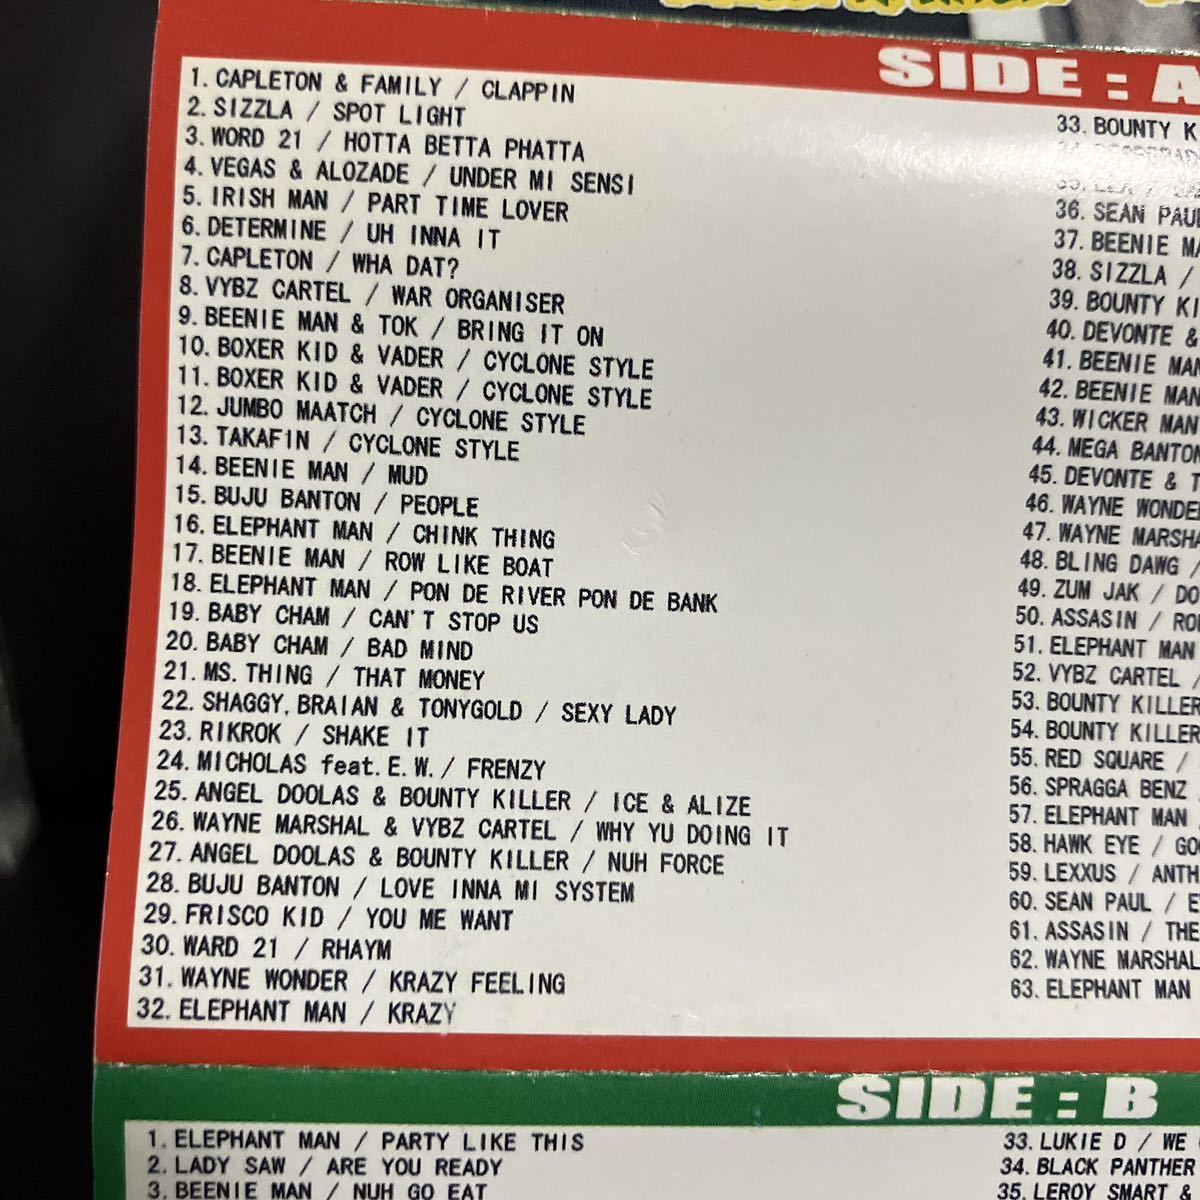 SIDE : A
1. CAPLETON & FAMILY / CLAPPIN
2. SIZZLA / SPOT LIGHT
3. WORD 21 / HOTTA BETTA PHATTA
4. VEGAS & ALOZADE / UNDER MI SENSI
5. IRISH MAN / PART TIME LOVER
6. DETERMINE / UH INNA IT
7. CAPLETON / WHA DAT?
8. VYBZ CARTEL / WAR ORGANISER
9. BEENIE MAN & TOK / BRING IT ON
10. BOXER KID & VADER / CYCLONE STYLE
11. BOXER KID & VADER / CYCLONE STYLE
12. JUMBO MAATCH / CYCLONE STYLE
13. TAKAFIN / CYCLONE STYLE
14. BEENIE MAN / MUD
15. BUJU BANTON / PEOPLE
16. ELEPHANT MAN / CHINK THING
17. BEENIE MAN / ROW LIKE BOAT
18. ELEPHANT MAN / PON DE RIVER PON DE BANK
19. BABY CHAM / CAN'T STOP US
20. BABY CHAM / BAD MIND
21. MS. THING / THAT MONEY
22. SHAGGY, BRAIAN & TONYGOLD / SEXY LADY
23. RIKROK / SHAKE IT
24. MICHOLAS feat. E. W. / FRENZY
25. ANGEL DOOLAS & BOUNTY KILLER / ICE & ALIZE
26. WAYNE MARSHAL & VYBZ CARTEL / WHY YU DOING IT
27. ANGEL DOOLAS & BOUNTY KILLER / NUH FORCE
28. BUJU BANTON / LOVE INNA MI SYSTEM
29. FRISCO KID / YOU ME WANT
30. WARD 21 / RHAYM
31. WAYNE WONDER / KRAZY FEELING
32. ELEPHANT MAN / KRAZY
33. BOUNTY K
36. SEAN PAUL
37. BEENIE MA
38. SIZZLA /
39. BOUNTY KI
40. DEVONTE &
41. BEENIE MAN
42. BEENIE MAN
43. WICKER MAN
44. MEGA BANTON
45. DEVONTE & T
46. WAYNE WONDE
47. WAYNE MARSHA
48. BLING DAWG /
49. ZUM JAK / DO
50. ASSASIN / RO
51. ELEPHANT MAN
52. VYBZ CARTEL /
53. BOUNTY KILLER
54. BOUNTY KILLER
55. RED SQUARE /
56. SPRAGGA BENZ
57. ELEPHANT MAN
58. HAWK EYE / GO
59. LEXXUS / ANTH
60. SEAN PAUL / E
61. ASSASIN / THE
62. WAYNE MARSHAL
63. ELEPHANT MAN
SIDE : B
1. ELEPHANT MAN / PARTY LIKE THIS
2. LADY SAW / ARE YOU READY
3. BEENIE MAN / NUH GO EAT
33. LUKIE D / WE
34. BLACK PANTHER
35. LEROY SMART &